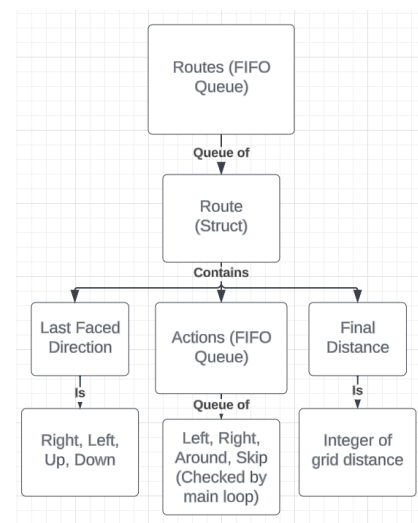 Routes (FIFO
Queue)
Queue of
Route
(Struct)
Contains
Last Faced
Direction
Actions (FIFO
Queue)
Final
Distance
Is
Queue of
Is
Right, Left,
Up, Down
Left, Right,
Around, Skip
(Checked by
main loop)
Integer of
grid distance